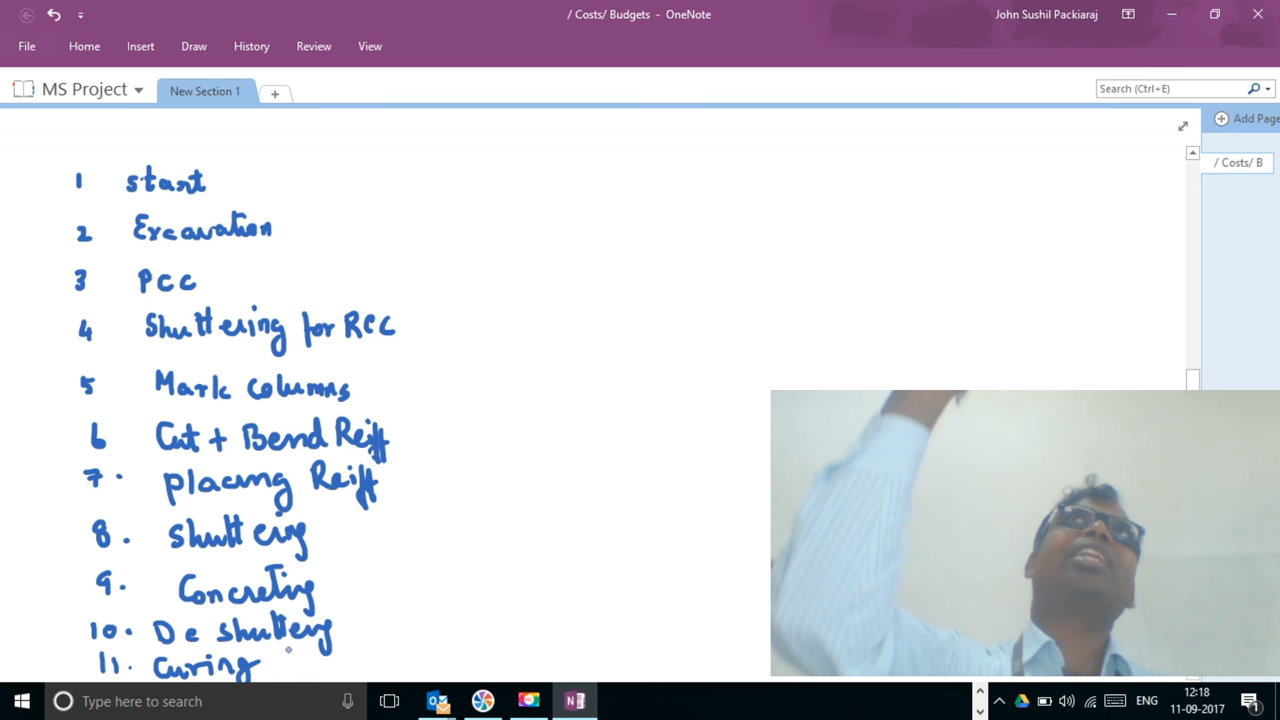 / Costs/ Budgets - OneNote
John Sushil Packiaraj
File Home Insert Draw History Review View
MS Project
New Section 1
+
Search (Ctrl+E)
Add Page
/ Costs/ B
1 start
2 Excavation
3 PCC
4 Shuttering for RCC
5 Mark columns
6 Cut + Bend Reiff
7. placing Reiff
8. shuttering
9. Concreting
10. De shuttering
11. Curing
Type here to search
ENG
12:18
11-09-2017
1